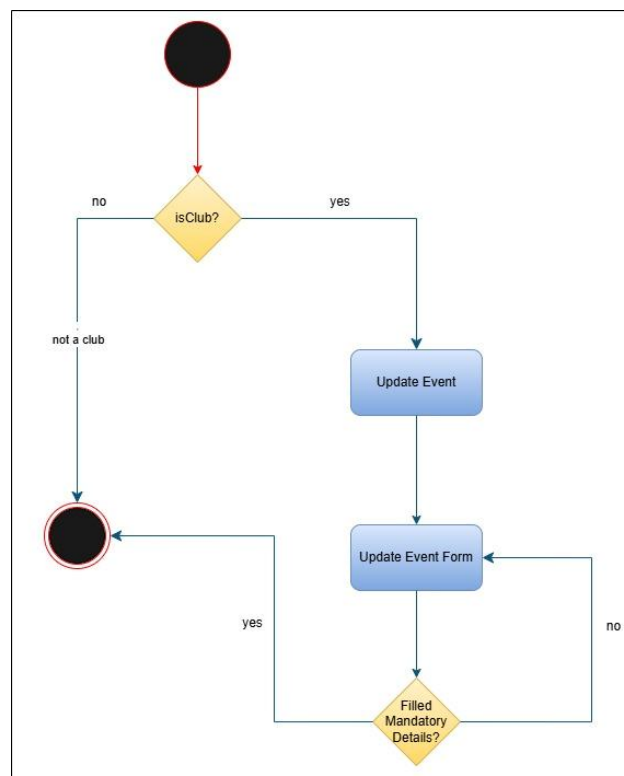 no
isClub?
yes
not a club
Update Event
Update Event Form
yes
no
Filled
Mandatory
Details?